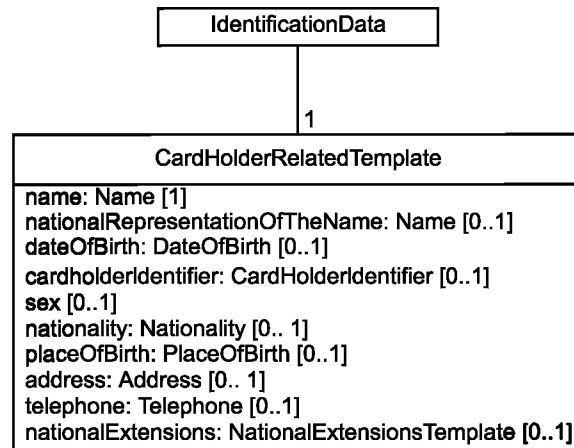 IdentificationData
1
CardHolderRelatedTemplate
name: Name [1]
nationalRepresentationOfTheName: Name [0..1]
dateOfBirth: DateOfBirth [0..1]
cardholderIdentifier: CardHolderIdentifier [0..1]
sex [0..1]
nationality: Nationality [0.. 1]
placeOfBirth: PlaceOfBirth [0..1]
address: Address [0.. 1]
telephone: Telephone [0..1]
nationalExtensions: NationalExtensionsTemplate [0..1]